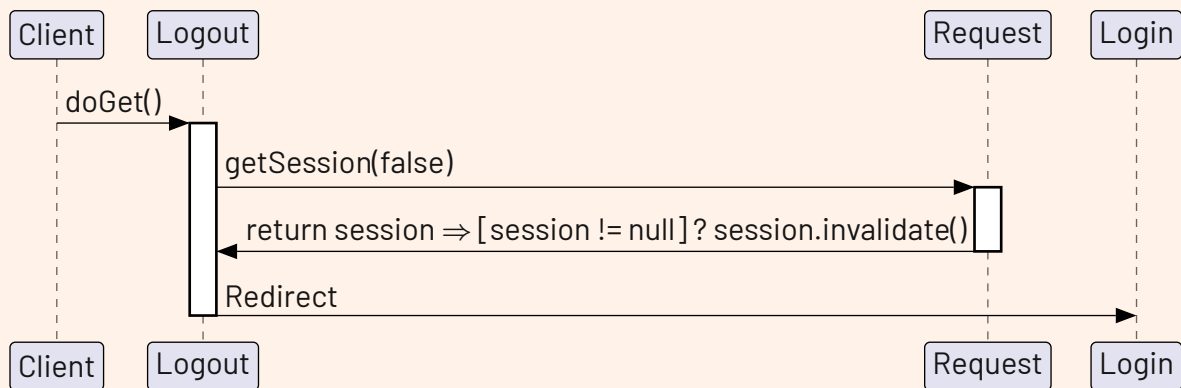 Client Logout Request Login
doGet()
getSession(false)
return session ⇒ [session != null] ? session.invalidate()
Redirect
Client Logout Request Login